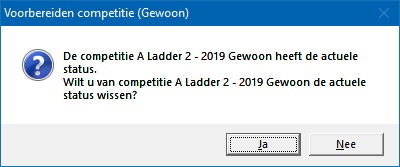 Voorbereiden competitie (Gewoon)
De competitie A Ladder 2 - 2019 Gewoon heeft de actuele
status.
Wilt u van competitie A Ladder 2 - 2019 Gewoon de actuele
status wissen?
Ja
Nee